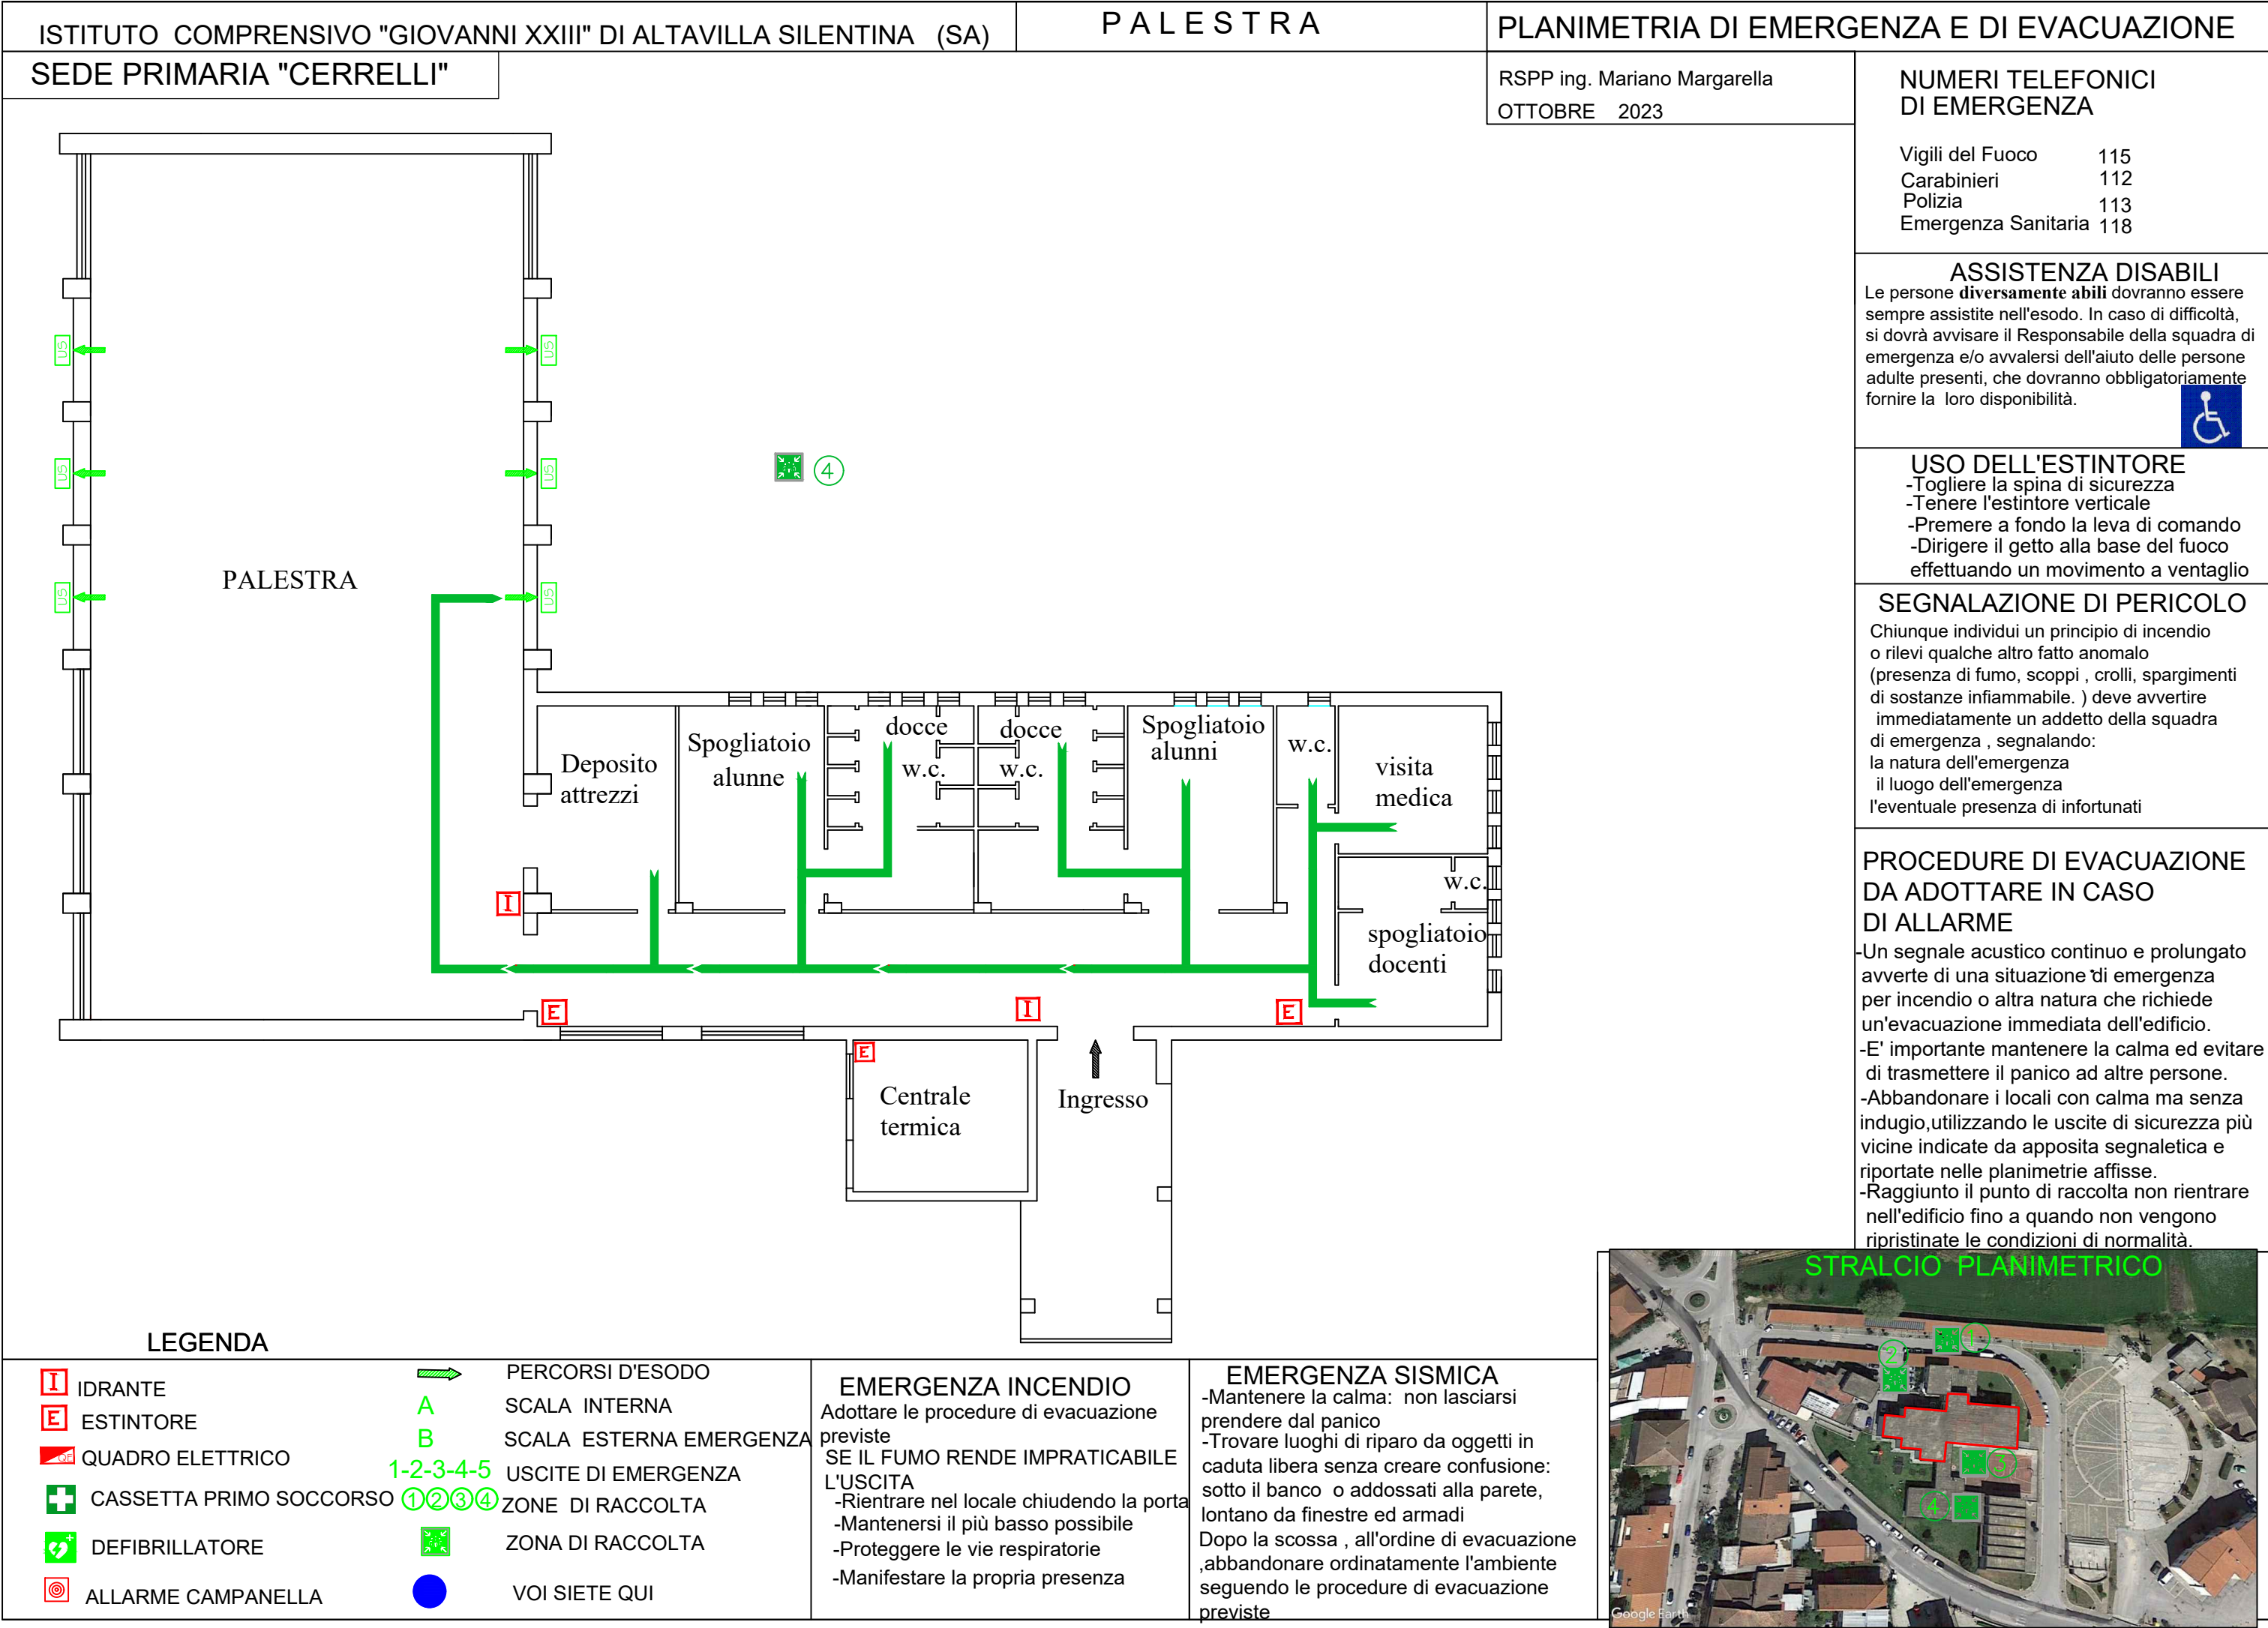 ISTITUTO COMPRENSIVO "GIOVANNI XXIII" DI ALTAVILLA SILENTINA (SA)
PALESTRA
PLANIMETRIA DI EMERGENZA E DI EVACUAZIONE
SEDE PRIMARIA "CERRELLI"
RSPP ing. Mariano Margarella
OTTOBRE 2023
NUMERI TELEFONICI
DI EMERGENZA
Vigili del Fuoco 115
Carabinieri 112
Polizia 113
Emergenza Sanitaria 118
ASSISTENZA DISABILI
Le persone diversamente abili dovranno essere
sempre assistite nell'esodo. In caso di difficoltà,
si dovrà avvisare il Responsabile della squadra di
emergenza e/o avvalersi dell'aiuto delle persone
adulte presenti, che dovranno obbligatoriamente
fornire la loro disponibilità.
USO DELL'ESTINTORE
-Togliere la spina di sicurezza
-Tenere l'estintore verticale
-Premere a fondo la leva di comando
-Dirigere il getto alla base del fuoco
effettuando un movimento a ventaglio
SEGNALAZIONE DI PERICOLO
Chiunque individui un principio di incendio
o rilevi qualche altro fatto anomalo
(presenza di fumo, scoppi , crolli, spargimenti
di sostanze infiammabile. ) deve avvertire
immediatamente un addetto della squadra
di emergenza , segnalando:
la natura dell'emergenza
il luogo dell'emergenza
l'eventuale presenza di infortunati
PROCEDURE DI EVACUAZIONE
DA ADOTTARE IN CASO
DI ALLARME
-Un segnale acustico continuo e prolungato
avverte di una situazione di emergenza
per incendio o altra natura che richiede
un'evacuazione immediata dell'edificio.
-E' importante mantenere la calma ed evitare
di trasmettere il panico ad altre persone.
-Abbandonare i locali con calma ma senza
indugio,utilizzando le uscite di sicurezza più
vicine indicate da apposita segnaletica e
riportate nelle planimetrie affisse.
-Raggiunto il punto di raccolta non rientrare
nell'edificio fino a quando non vengono
ripristinate le condizioni di normalità.
US
US
US
US
4
US
US
PALESTRA
Deposito
attrezzi
Spogliatoio
alunne
docce
w.c.
docce
w.c.
Spogliatoio
alunni
w.c.
visita
medica
w.c.
spogliatoio
docenti
I
E
I
E
E
Centrale
termica
Ingresso
LEGENDA
I IDRANTE
E ESTINTORE
QE QUADRO ELETTRICO
CASSETTA PRIMO SOCCORSO
DEFIBRILLATORE
ALLARME CAMPANELLA
PERCORSI D'ESODO
A SCALA INTERNA
B SCALA ESTERNA EMERGENZA
1-2-3-4-5 USCITE DI EMERGENZA
1 2 3 4 ZONE DI RACCOLTA
ZONA DI RACCOLTA
VOI SIETE QUI
EMERGENZA INCENDIO
Adottare le procedure di evacuazione
previste
SE IL FUMO RENDE IMPRATICABILE
L'USCITA
-Rientrare nel locale chiudendo la porta
-Mantenersi il più basso possibile
-Proteggere le vie respiratorie
-Manifestare la propria presenza
EMERGENZA SISMICA
-Mantenere la calma: non lasciarsi
prendere dal panico
-Trovare luoghi di riparo da oggetti in
caduta libera senza creare confusione:
sotto il banco o addossati alla parete,
lontano da finestre ed armadi
Dopo la scossa , all'ordine di evacuazione
,abbandonare ordinatamente l'ambiente
seguendo le procedure di evacuazione
previste
STRALCIO PLANIMETRICO
1
2
3
4
Google Earth